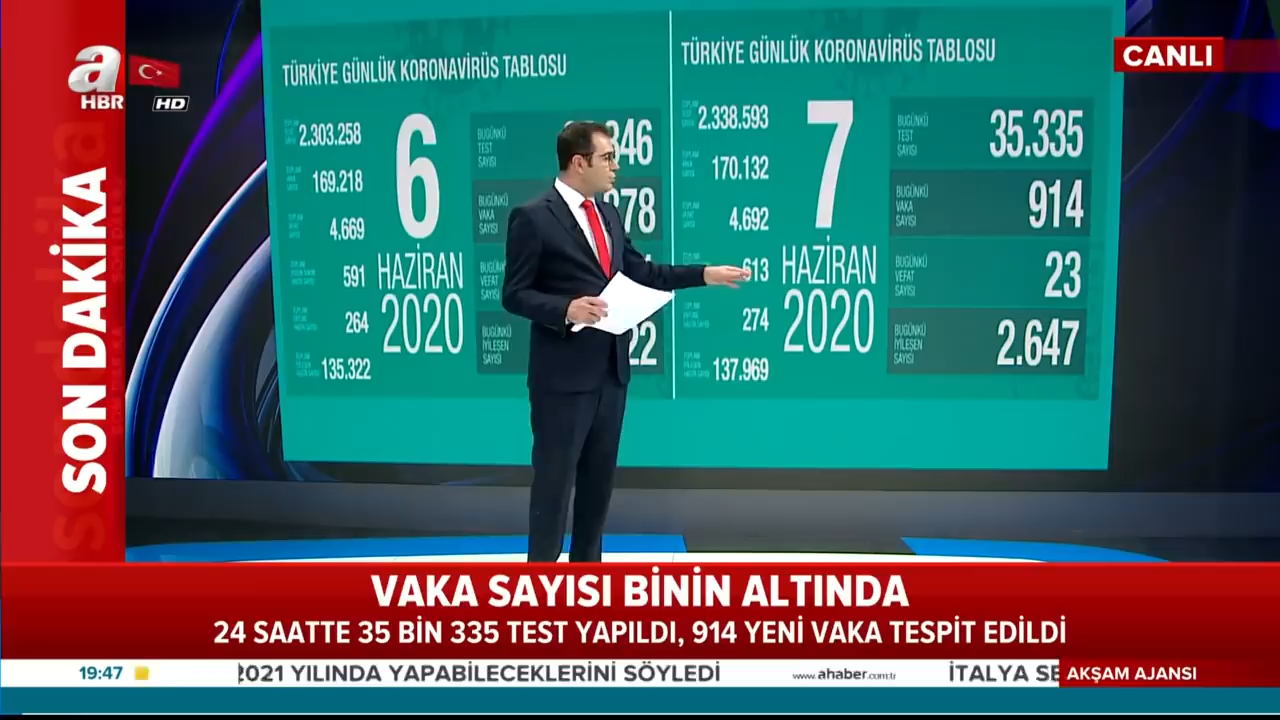 a
HBR
HD
CANLI
SON DAKİKA
TÜRKİYE GÜNLÜK KORONAVİRÜS TABLOSU
2.303.258
169.218
4.669
591
264
135.322
6
HAZİRAN
2020
BUGÜNKÜ
TEST
SAYISI
346
BUGÜNKÜ
VAKA
SAYISI
378
VEFAT
SAYISI
BUGÜNKÜ
İYİLEŞEN
SAYISI
22
TÜRKİYE GÜNLÜK KORONAVİRÜS TABLOSU
2.338.593
170.132
4.692
613
274
137.969
7
HAZİRAN
2020
BUGÜNKÜ
TEST
SAYISI
35.335
BUGÜNKÜ
VAKA
SAYISI
914
BUGÜNKÜ
VEFAT
SAYISI
23
BUGÜNKÜ
İYİLEŞEN
SAYISI
2.647
VAKA SAYISI BİNİN ALTINDA
24 SAATTE 35 BİN 335 TEST YAPILDI, 914 YENİ VAKA TESPİT EDİLDİ
19:47
2021 YILINDA YAPABİLECEKLERİNİ SÖYLEDİ
www.ahaber.com.tr
İTALYA SE
AKŞAM AJANSI